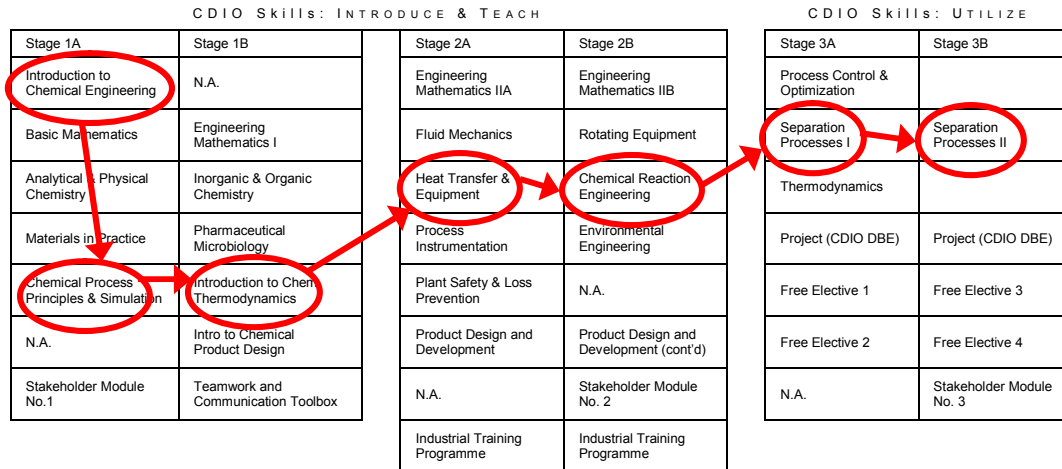 CDIO Skills: INTRODUCE & TEACH
CDIO Skills: UTILIZE
Stage 1A
Stage 1B
Introduction to
Chemical Engineering
N.A.
Basic Mathematics
Engineering
Mathematics I
Analytical & Physical
Chemistry
Inorganic & Organic
Chemistry
Materials in Practice
Pharmaceutical
Microbiology
Chemical Process
Principles & Simulation
Introduction to Chem
Thermodynamics
N.A.
Intro to Chemical
Product Design
Stakeholder Module
No.1
Teamwork and
Communication Toolbox
Stage 2A
Stage 2B
Engineering
Mathematics IIA
Engineering
Mathematics IIB
Fluid Mechanics
Rotating Equipment
Heat Transfer &
Equipment
Chemical Reaction
Engineering
Process
Instrumentation
Environmental
Engineering
Plant Safety & Loss
Prevention
N.A.
Product Design and
Development
Product Design and
Development (cont'd)
N.A.
Stakeholder Module
No. 2
Industrial Training
Programme
Industrial Training
Programme
Stage 3A
Stage 3B
Process Control &
Optimization
Separation
Processes I
Separation
Processes II
Thermodynamics
Project (CDIO DBE)
Project (CDIO DBE)
Free Elective 1
Free Elective 3
Free Elective 2
Free Elective 4
N.A.
Stakeholder Module
No. 3